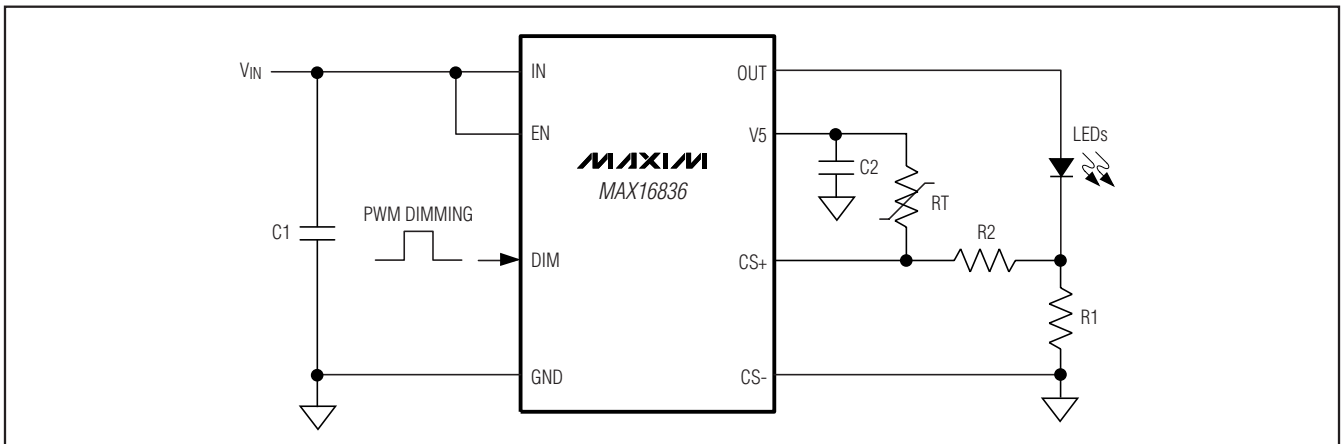 VIN
IN
EN
PWM DIMMING
C1
DIM
GND
MAXIM
MAX16836
OUT
V5
C2
RT
LEDs
CS+
R2
R1
CS-